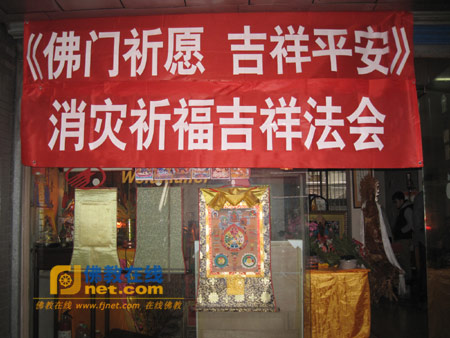 《佛门祈愿 吉祥平安》
消灾祈福吉祥法会
佛教在线
net.com
佛教在线 www.fjnet.com 在线佛教